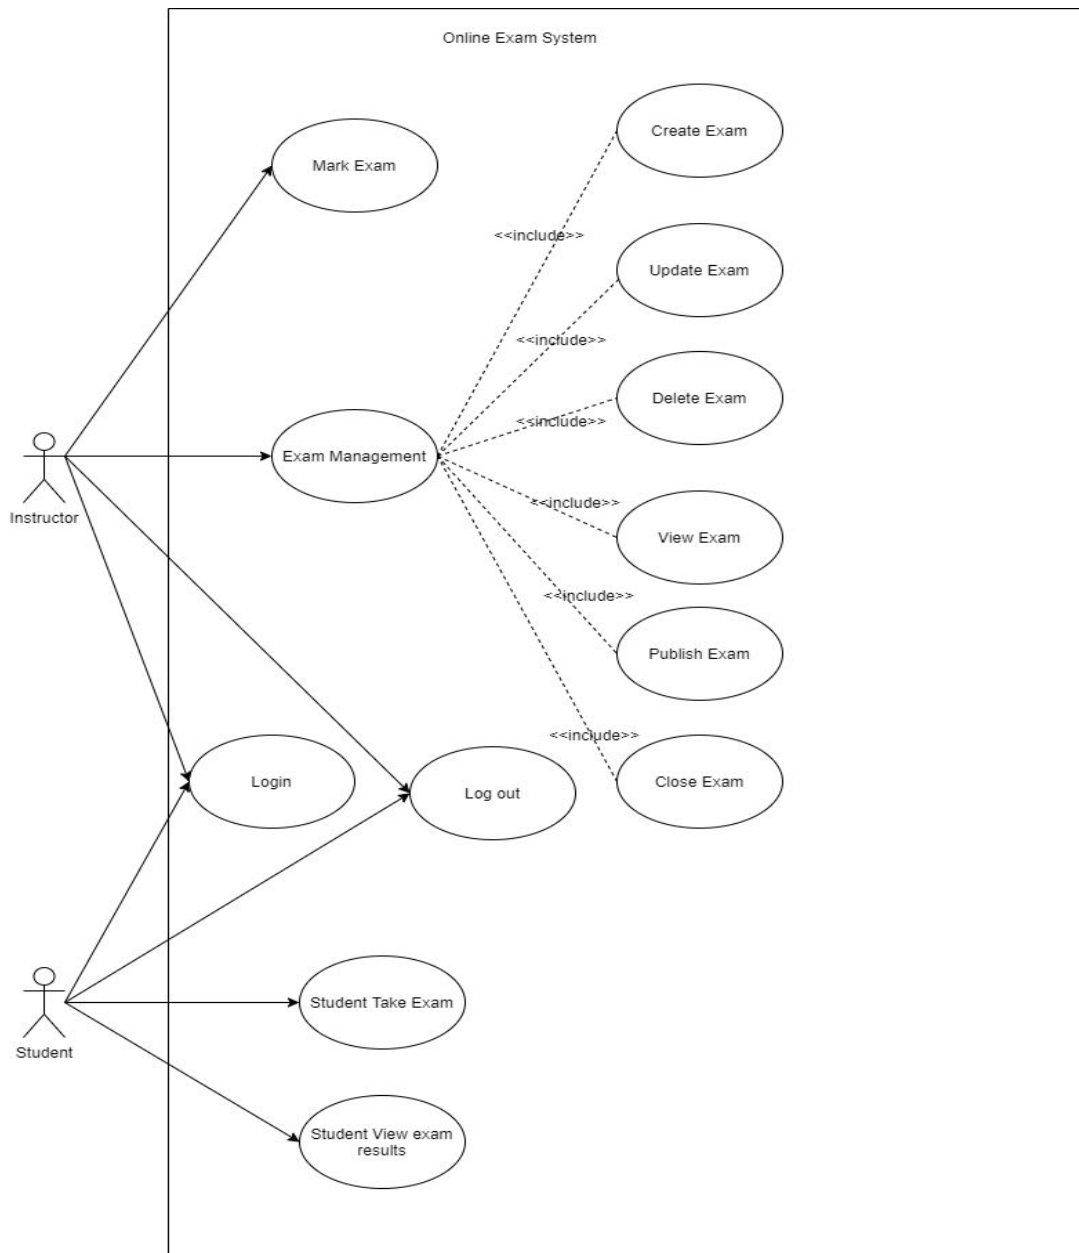 Online Exam System
Create Exam
Mark Exam
<<include>>
Update Exam
<<include>>
Delete Exam
<<include>>
Exam Management
Instructor
<<include>>
View Exam
<<include>>
Publish Exam
<<include>>
Login
Log out
Close Exam
Student Take Exam
Student
Student View exam
results